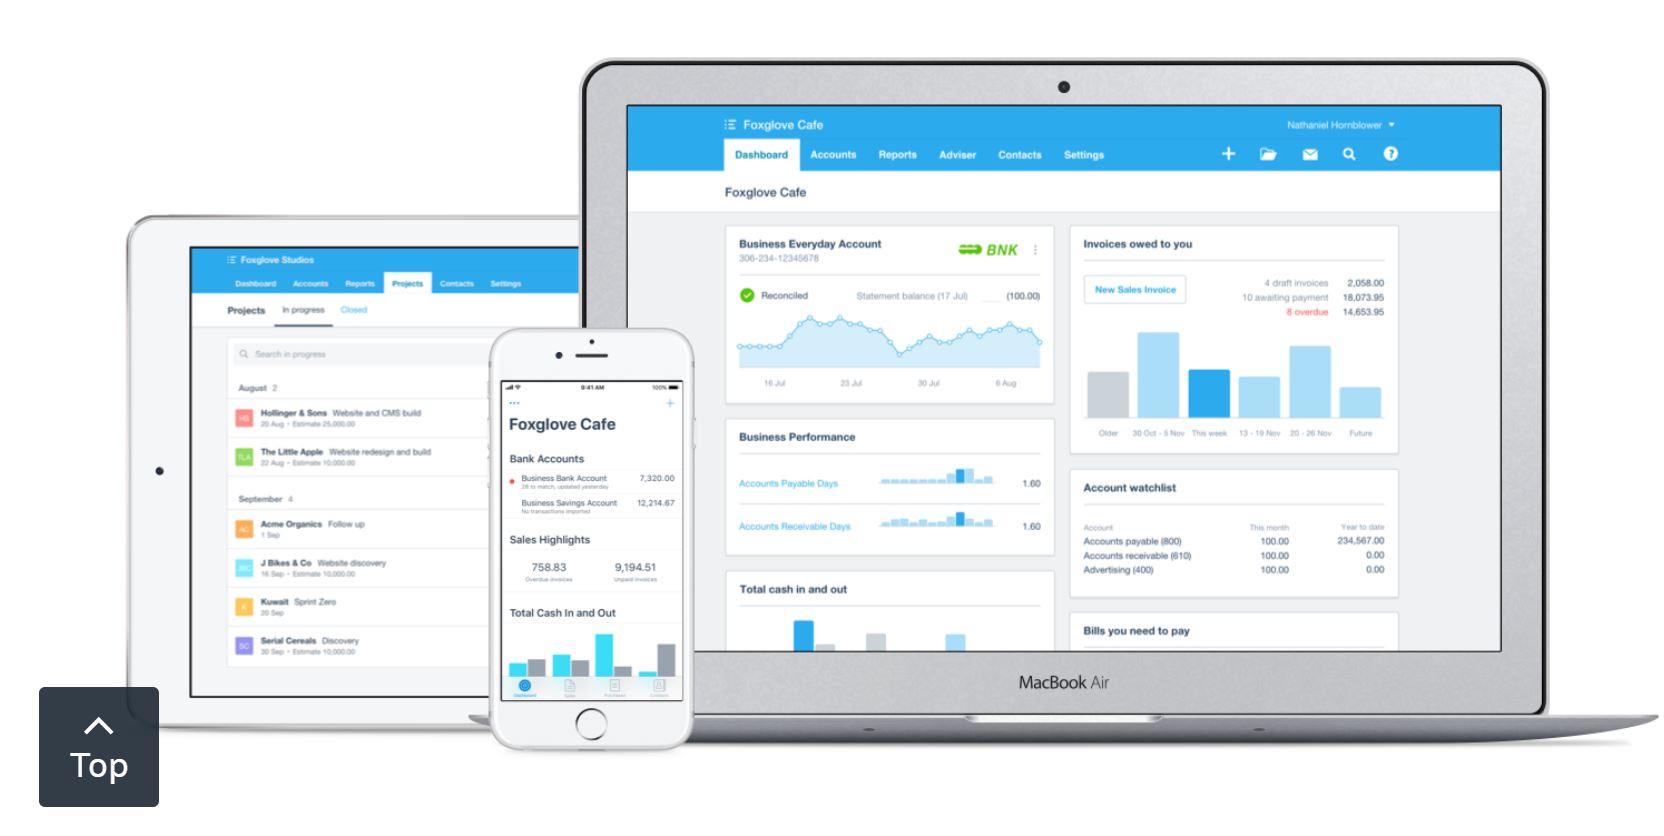 Foxglove Cafe
Nathaniel Hornblower
Dashboard Accounts Reports Adviser Contacts Settings
Foxglove Cafe
Business Everyday Account
306-234-12345678
BNK
Reconciled Statement balance (17 Jul) (100.00)
16 Jul 23 Jul 30 Jul 6 Aug
Business Performance
Accounts Payable Days 1.60
Accounts Receivable Days 1.60
Total cash in and out
Invoices owed to you
New Sales Invoice
4 draft invoices 2,058.00
10 awaiting payment 18,073.95
8 overdue 14,653.95
Older 30 Oct - 5 Nov This week 13 - 19 Nov 20 - 26 Nov Future
Account watchlist
Account This month Year to date
Accounts payable (800) 100.00 234,567.00
Accounts receivable (610) 100.00 0.00
Advertising (400) 100.00 0.00
Bills you need to pay
MacBook Air
Foxglove Studios
Dashboard Accounts Reports Projects Contacts Settings
Projects In progress Closed
Search in progress
August 2
HS Hollinger & Sons Website and CMS build
20 Aug • Estimate 25,000.00
TLA The Little Apple Website redesign and build
22 Aug • Estimate 10,000.00
September 4
AO Acme Organics Follow up
1 Sep
JBC J Bikes & Co Website discovery
16 Sep • Estimate 10,000.00
K Kuwait Sprint Zero
20 Sep
SC Serial Cereals Discovery
30 Sep • Estimate 10,000.00
9:41 AM 100%
Foxglove Cafe
Bank Accounts
Business Bank Account 7,320.00
28 to match, updated yesterday
Business Savings Account 12,214.67
No transactions imported
Sales Highlights
758.83 9,194.51
Overdue invoices Unpaid invoices
Total Cash In and Out
Dashboard Sales Purchases Contacts
Top